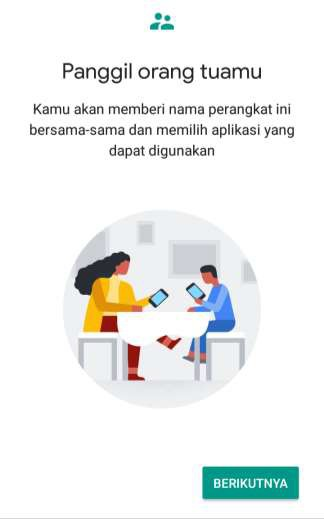 Panggil orang tuamu
Kamu akan memberi nama perangkat ini
bersama-sama dan memilih aplikasi yang
dapat digunakan
BERIKUTNYA